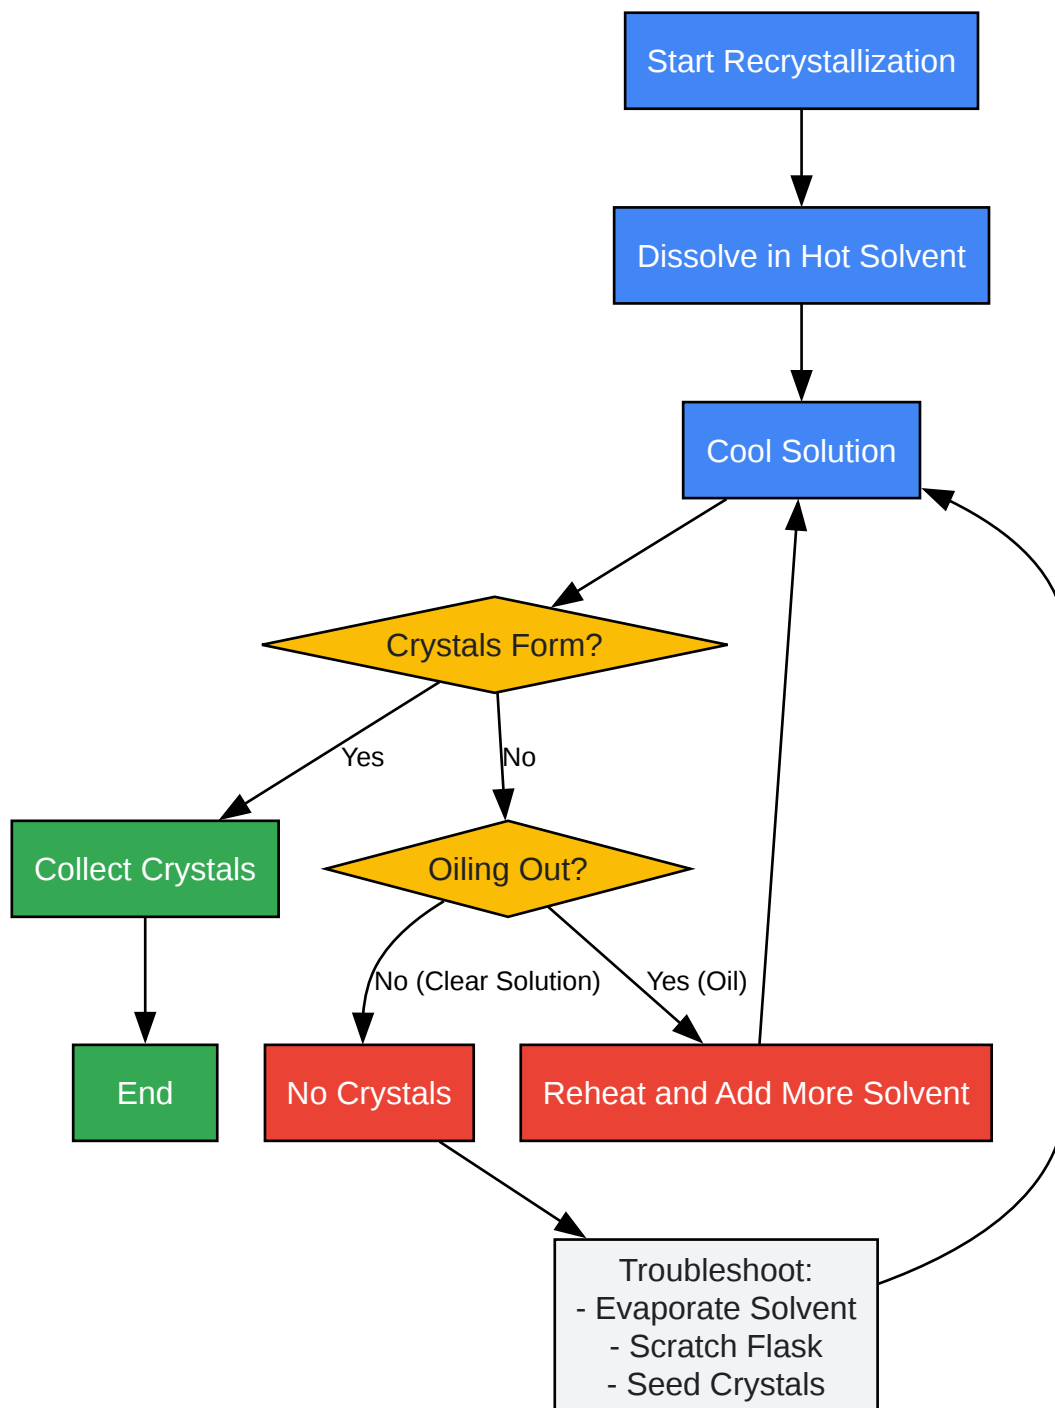 Start Recrystallization
Dissolve in Hot Solvent
Cool Solution
Crystals Form?
Yes
No
Collect Crystals
Oiling Out?
No (Clear Solution)
Yes (Oil)
End
No Crystals
Reheat and Add More Solvent
Troubleshoot:
- Evaporate Solvent
- Scratch Flask
- Seed Crystals